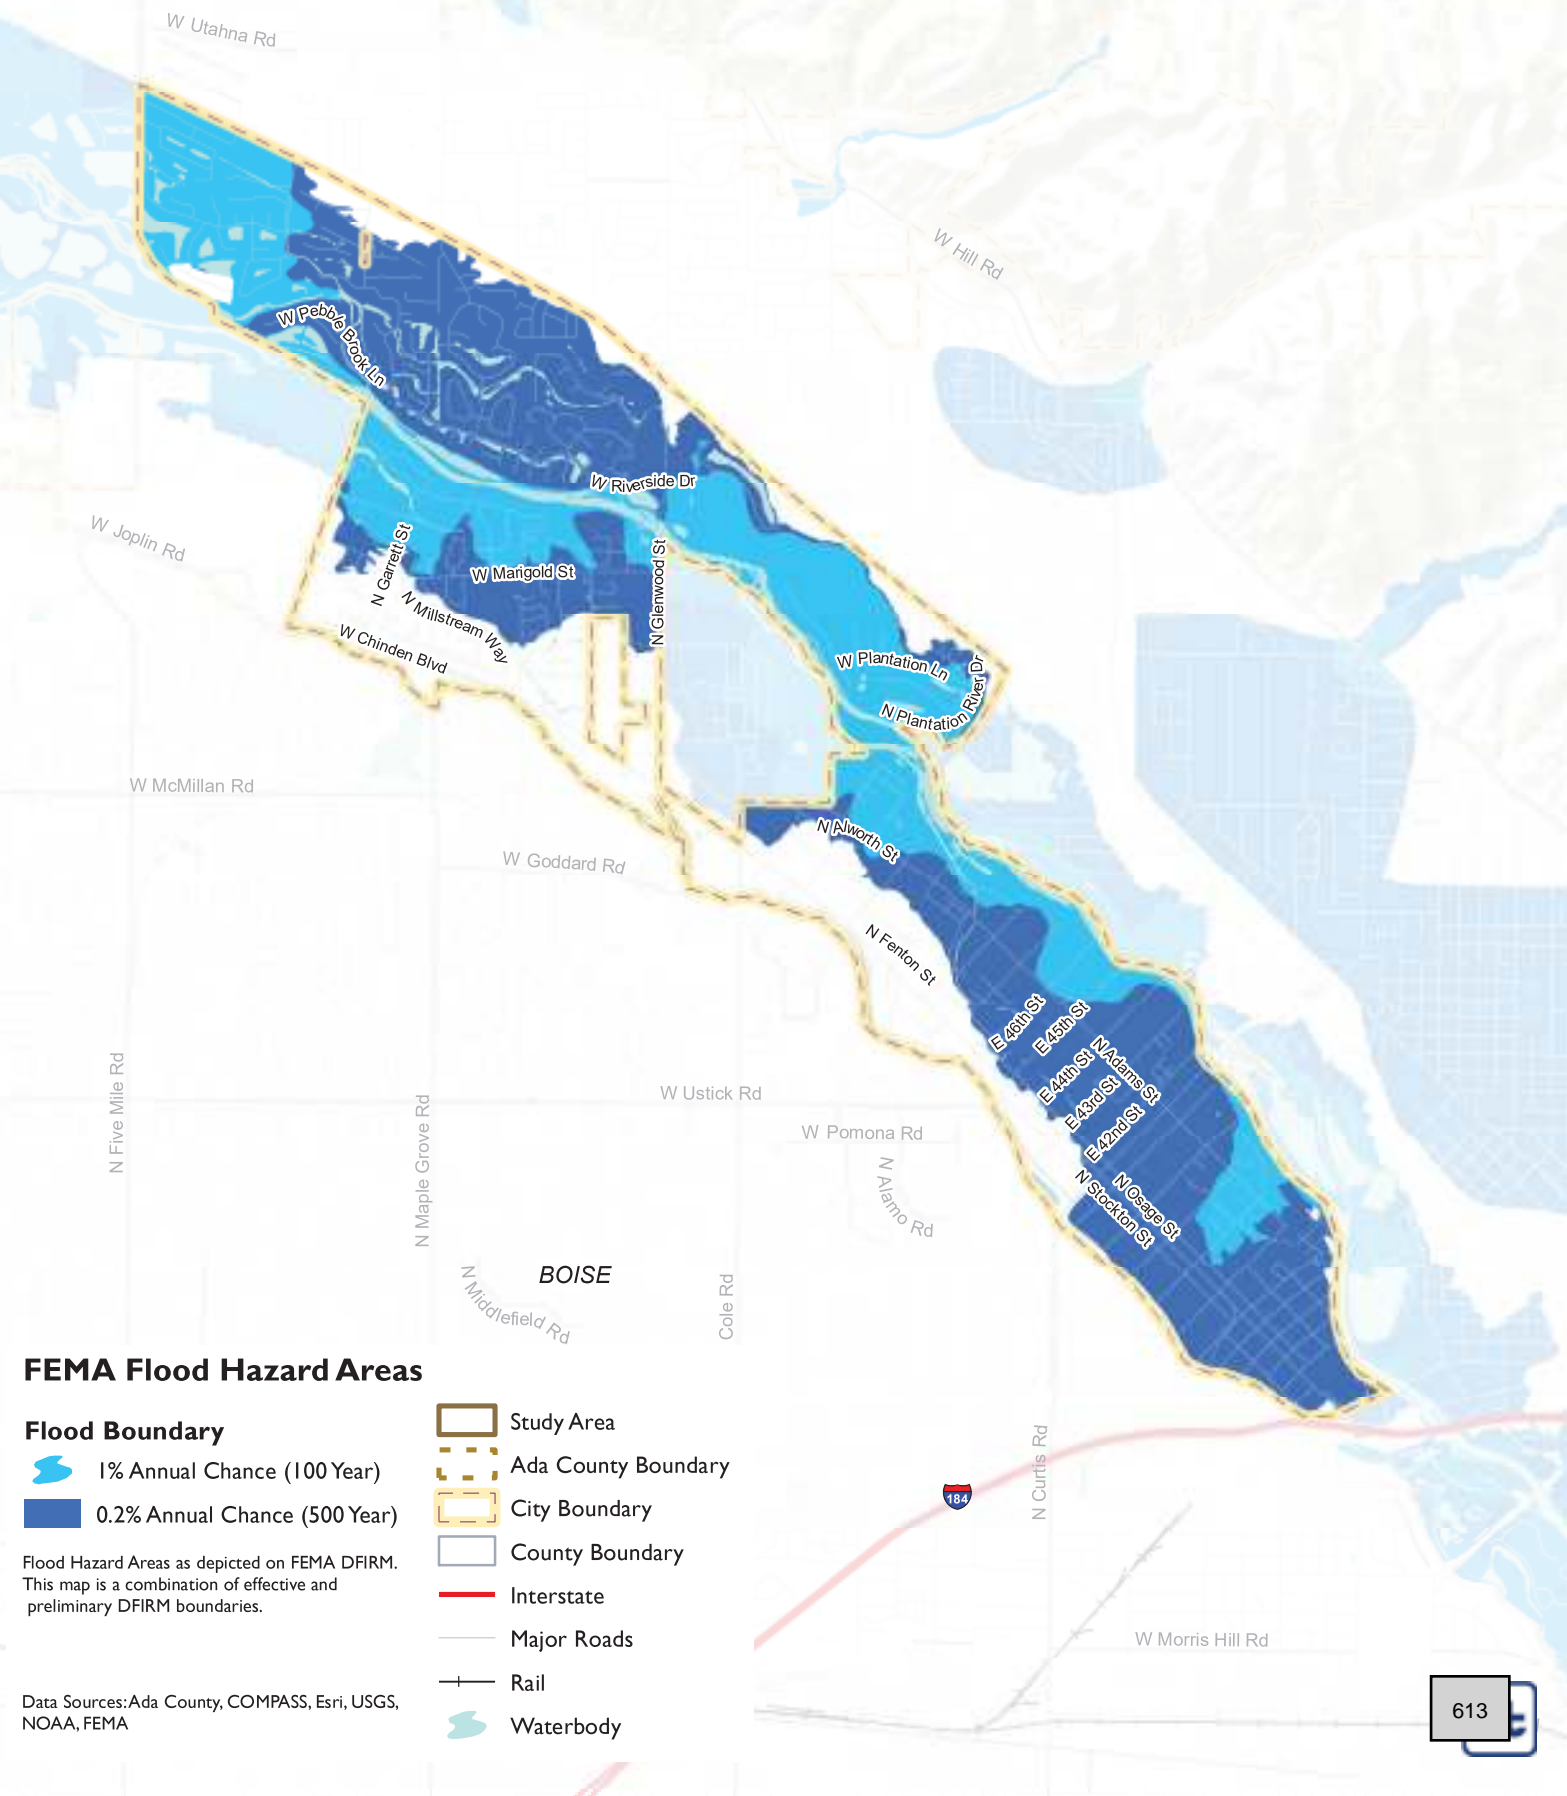 W Utahna Rd
W Hill Rd
W Pebble Brook Ln
W Riverside Dr
W Joplin Rd
N Garrett St
W Marigold St
N Glenwood St
N Millstream Way
W Chinden Blvd
W Plantation Ln
N Plantation River Dr
W McMillan Rd
N Alworth St
W Goddard Rd
N Fenton St
E 46th St
E 45th St
N Adams St
E 44th St
E 43rd St
E 42nd St
N Five Mile Rd
N Maple Grove Rd
W Ustick Rd
W Pomona Rd
N Alamo Rd
N Osage St
N Stockton St
BOISE
N Middlefield Rd
Cole Rd
N Curtis Rd
184
W Morris Hill Rd
FEMA Flood Hazard Areas
Flood Boundary
1% Annual Chance (100 Year)
0.2% Annual Chance (500 Year)
Flood Hazard Areas as depicted on FEMA DFIRM.
This map is a combination of effective and
preliminary DFIRM boundaries.
Data Sources: Ada County, COMPASS, Esri, USGS,
NOAA, FEMA
Study Area
Ada County Boundary
City Boundary
County Boundary
Interstate
Major Roads
Rail
Waterbody
613